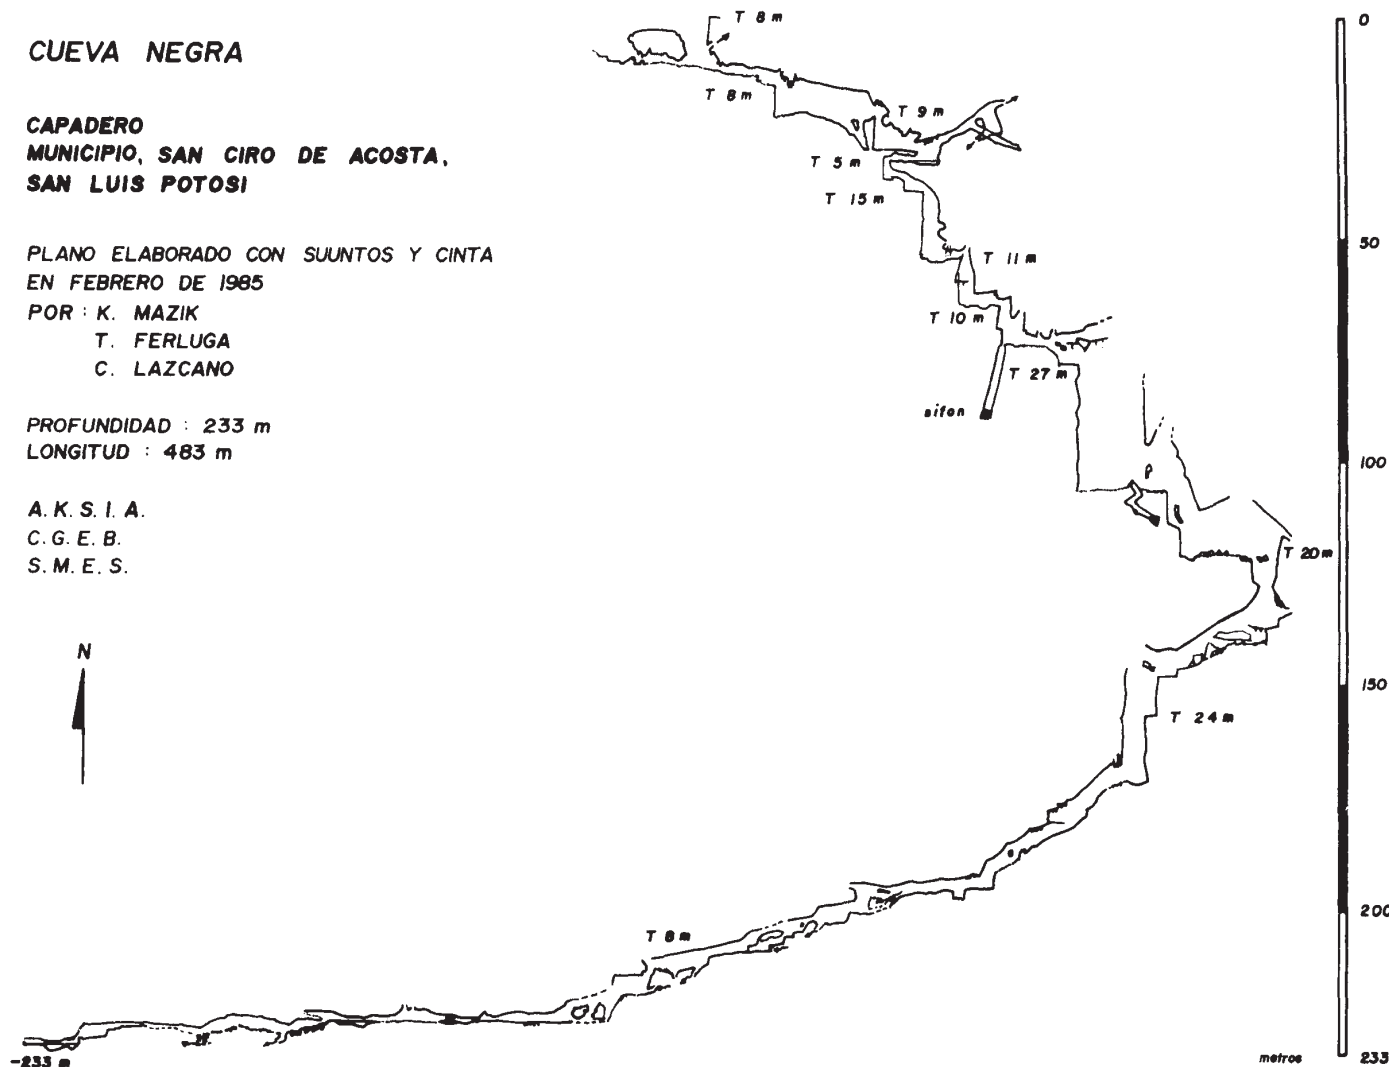 CUEVA NEGRA
CAPADERO
MUNICIPIO, SAN CIRO DE ACOSTA,
SAN LUIS POTOSI
PLANO ELABORADO CON SUUNTOS Y CINTA
EN FEBRERO DE 1985
POR : K. MAZIK
T. FERLUGA
C. LAZCANO
PROFUNDIDAD : 233 m
LONGITUD : 483 m
A. K. S. I. A.
C. G. E. B.
S. M. E. S.
N
T 8 m
T 8 m
T 9 m
T 5 m
T 15 m
T 11 m
T 10 m
T 27 m
sifon
T 20 m
T 24 m
T 8 m
-233 m
0
50
100
150
200
metros 233